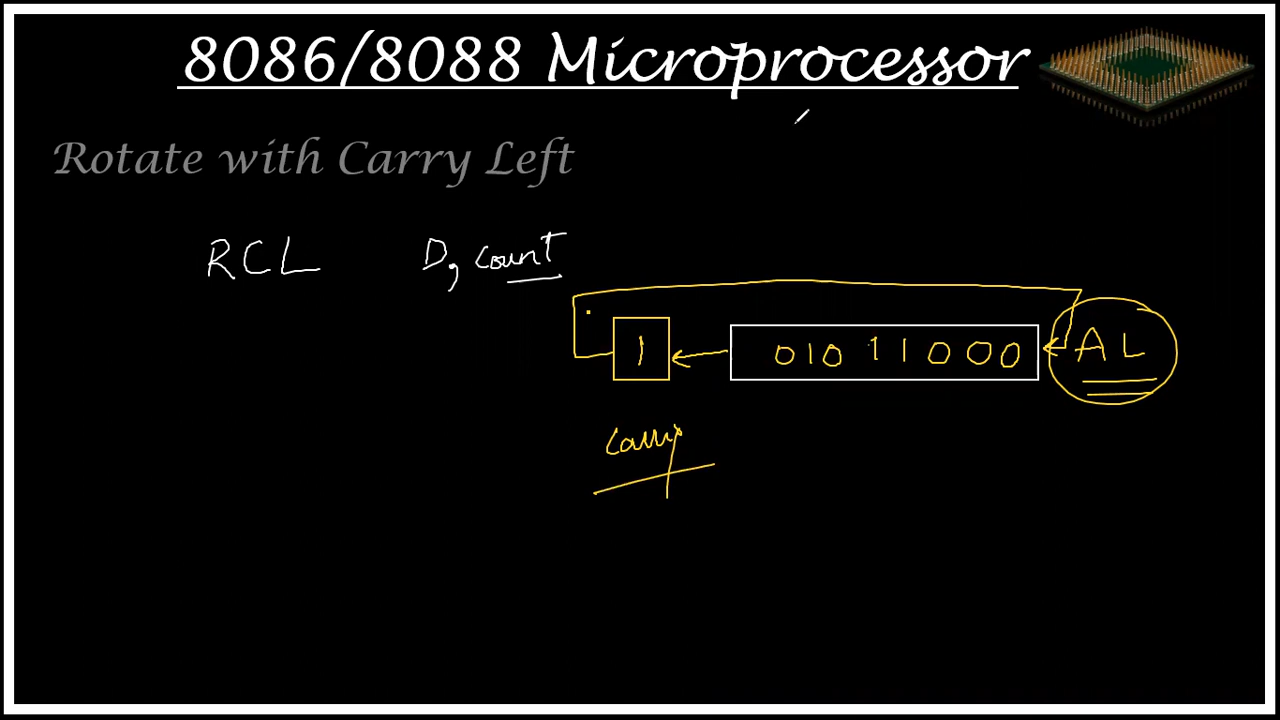 8086/8088 Microprocessor
Rotate with Carry Left
RCL D, count
1 01011000 AL
Carry